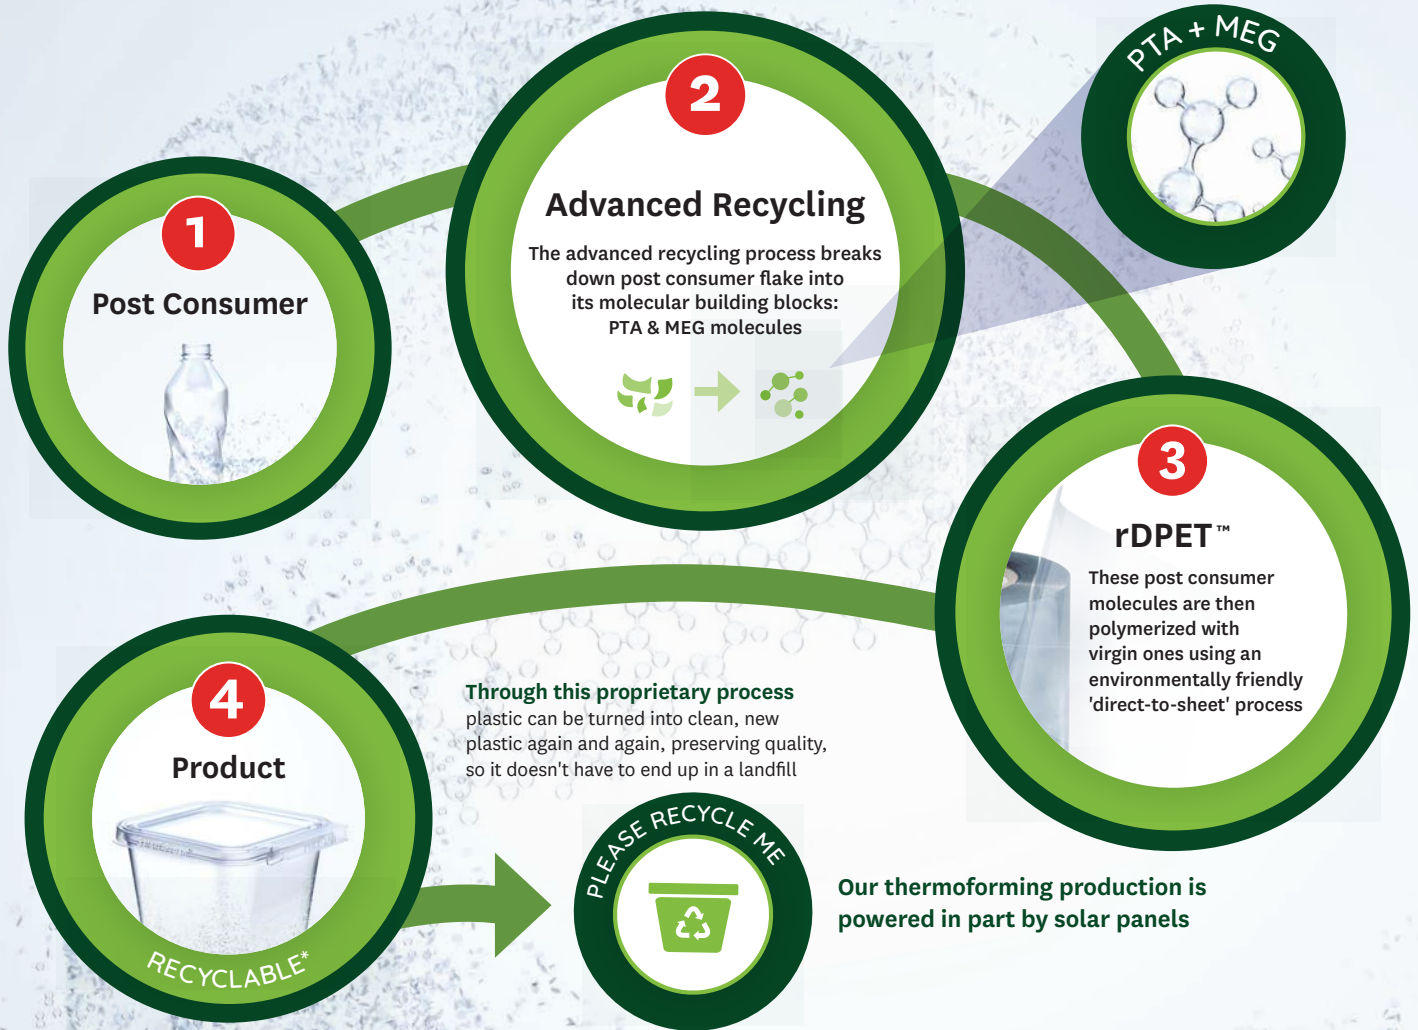 1
Post Consumer
2
Advanced Recycling
The advanced recycling process breaks
down post consumer flake into
its molecular building blocks:
PTA & MEG molecules
PTA + MEG
3
rDPET™
These post consumer
molecules are then
polymerized with
virgin ones using an
environmentally friendly
'direct-to-sheet' process
4
Product
RECYCLABLE*
Through this proprietary process
plastic can be turned into clean, new
plastic again and again, preserving quality,
so it doesn't have to end up in a landfill
PLEASE RECYCLE ME
Our thermoforming production is
powered in part by solar panels